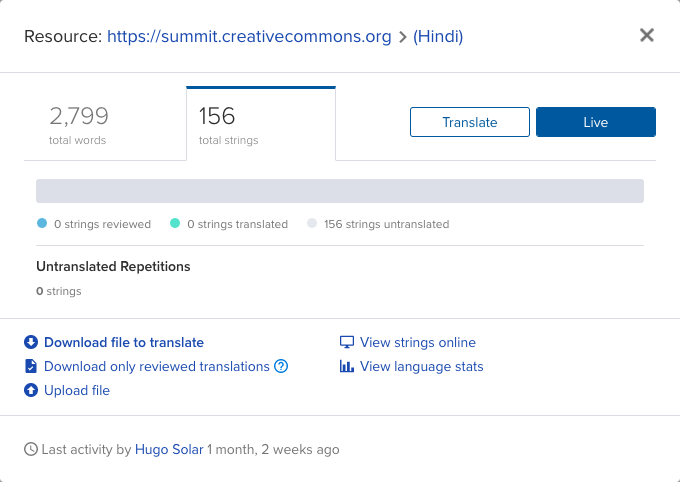 Resource: https://summit.creativecommons.org > (Hindi)
2,799
total words
156
total strings
Translate
Live
0 strings reviewed
0 strings translated
156 strings untranslated
Untranslated Repetitions
0 strings
Download file to translate
Download only reviewed translations
Upload file
View strings online
View language stats
Last activity by Hugo Solar 1 month, 2 weeks ago